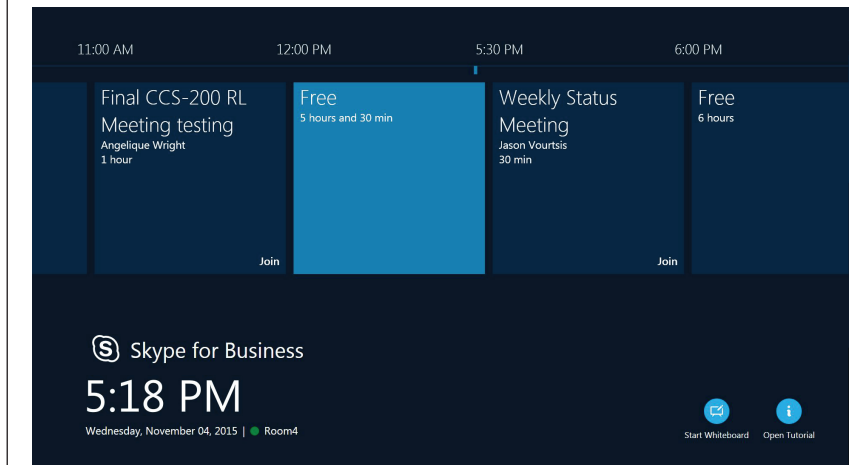 11:00 AM 12:00 PM 5:30 PM 6:00 PM
Final CCS-200 RL
Meeting testing
Angelique Wright
1 hour
Join
Free
5 hours and 30 min
Weekly Status
Meeting
Jason Vourtsis
30 min
Join
Free
6 hours
S Skype for Business
5:18 PM
Wednesday, November 04, 2015 | Room4
Start Whiteboard
i
Open Tutorial